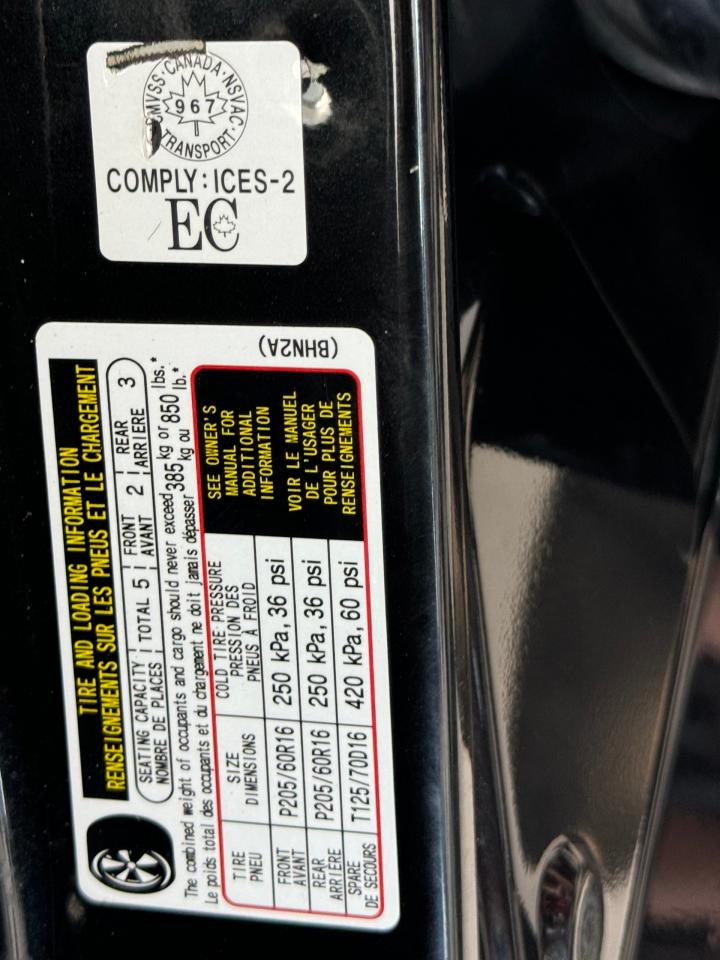 CMVSS·CANADA·NSVAC·
967
TRANSPORT
COMPLY:ICES-2
EC
TIRE AND LOADING INFORMATION
RENSEIGNEMENTS SUR LES PNEUS ET LE CHARGEMENT
SEATING CAPACITY TOTAL 5 FRONT 2 REAR 3
NOMBRE DE PLACES AVANT ARRIERE
The combined weight of occupants and cargo should never exceed 385 kg or 850 lbs.*
Le poids total des occupants et du chargement ne doit jamais dépasser kg ou lb.*
TIRE SIZE COLD TIRE PRESSURE
PNEU DIMENSIONS PRESSION DES
PNEUS À FROID
FRONT
AVANT P205/60R16 250 kPa, 36 psi
REAR
ARRIERE P205/60R16 250 kPa, 36 psi
SPARE
DE SECOURS T125/70D16 420 kPa, 60 psi
SEE OWNER'S
MANUAL FOR
ADDITIONAL
INFORMATION
VOIR LE MANUEL
DE L'USAGER
POUR PLUS DE
RENSEIGNEMENTS
(BHN2A)